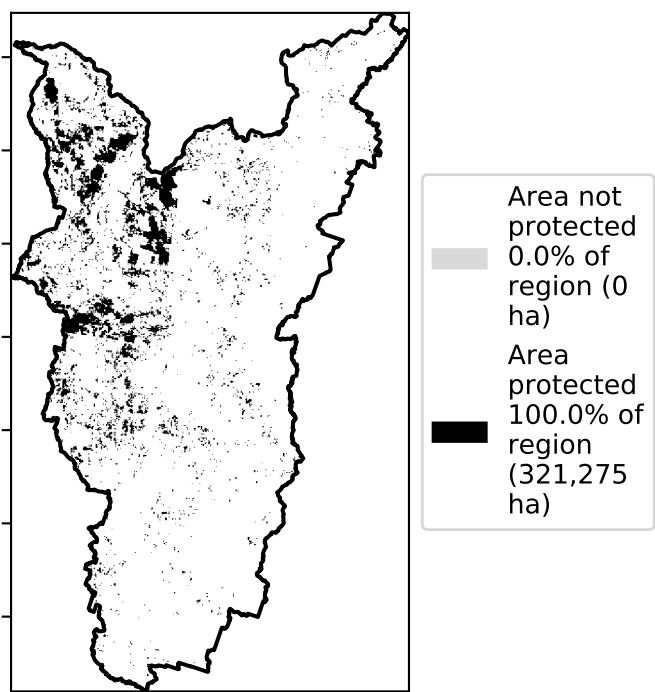 Area not
protected
0.0% of
region (0
ha)
Area
protected
100.0% of
region
(321,275
ha)